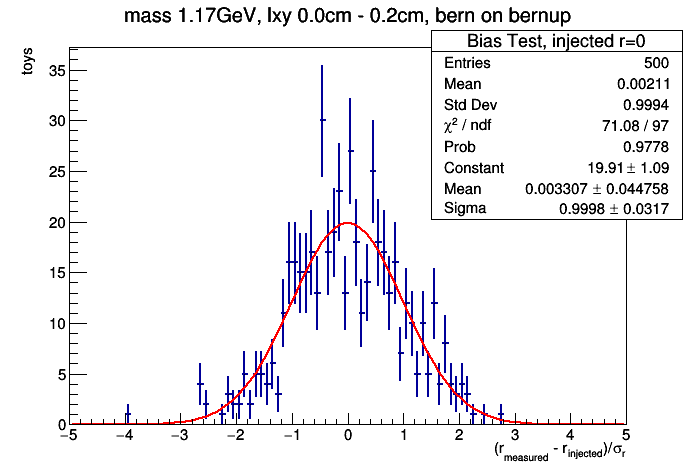 mass 1.17GeV, lxy 0.0cm - 0.2cm, bern on bernup
Bias Test, injected r=0
Entries 500
Mean 0.00211
Std Dev 0.9994
χ² / ndf 71.08 / 97
Prob 0.9778
Constant 19.91 ± 1.09
Mean 0.003307 ± 0.044758
Sigma 0.9998 ± 0.0317
toys
35
30
25
20
15
10
5
0
−5 −4 −3 −2 −1 0 1 2 3 4 5
(r_measured - r_injected)/σ_r